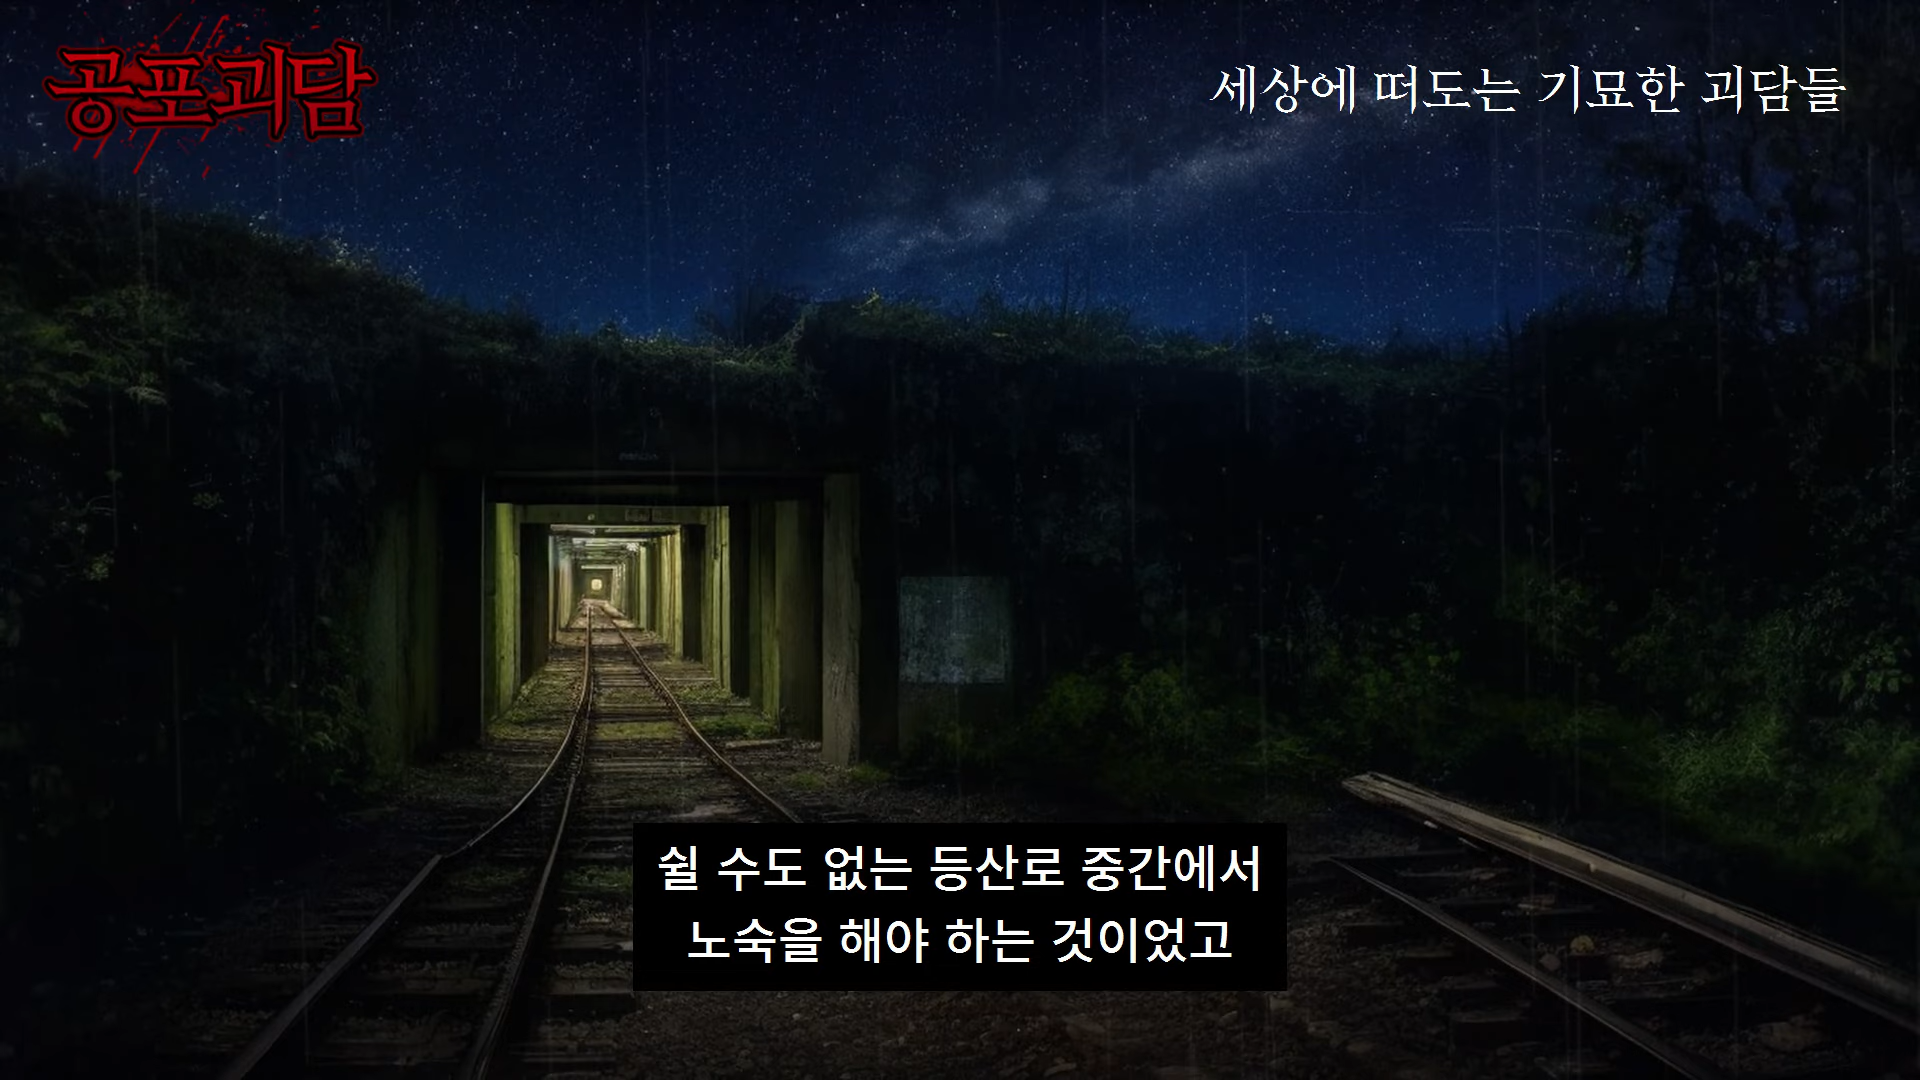 공포괴담
세상에 떠도는 기묘한 괴담들
쉴 수도 없는 등산로 중간에서
노숙을 해야 하는 것이었고